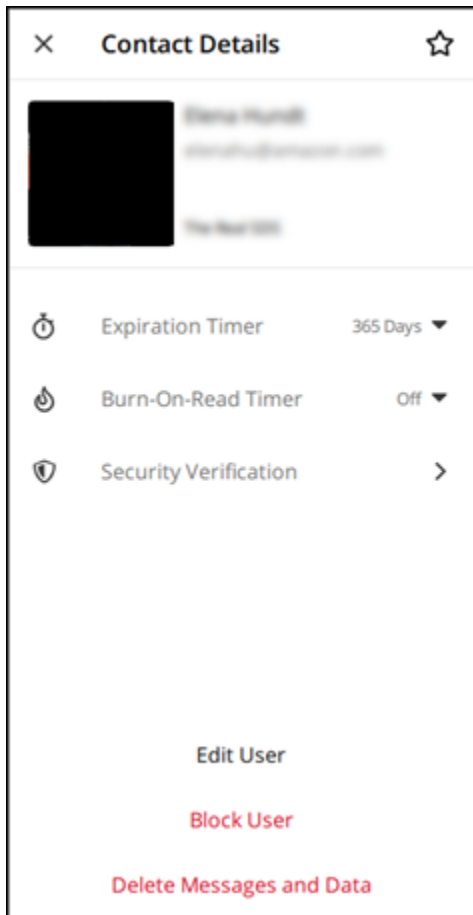 Contact Details
Expiration Timer 365 Days
Burn-On-Read Timer Off
Security Verification
Edit User
Block User
Delete Messages and Data